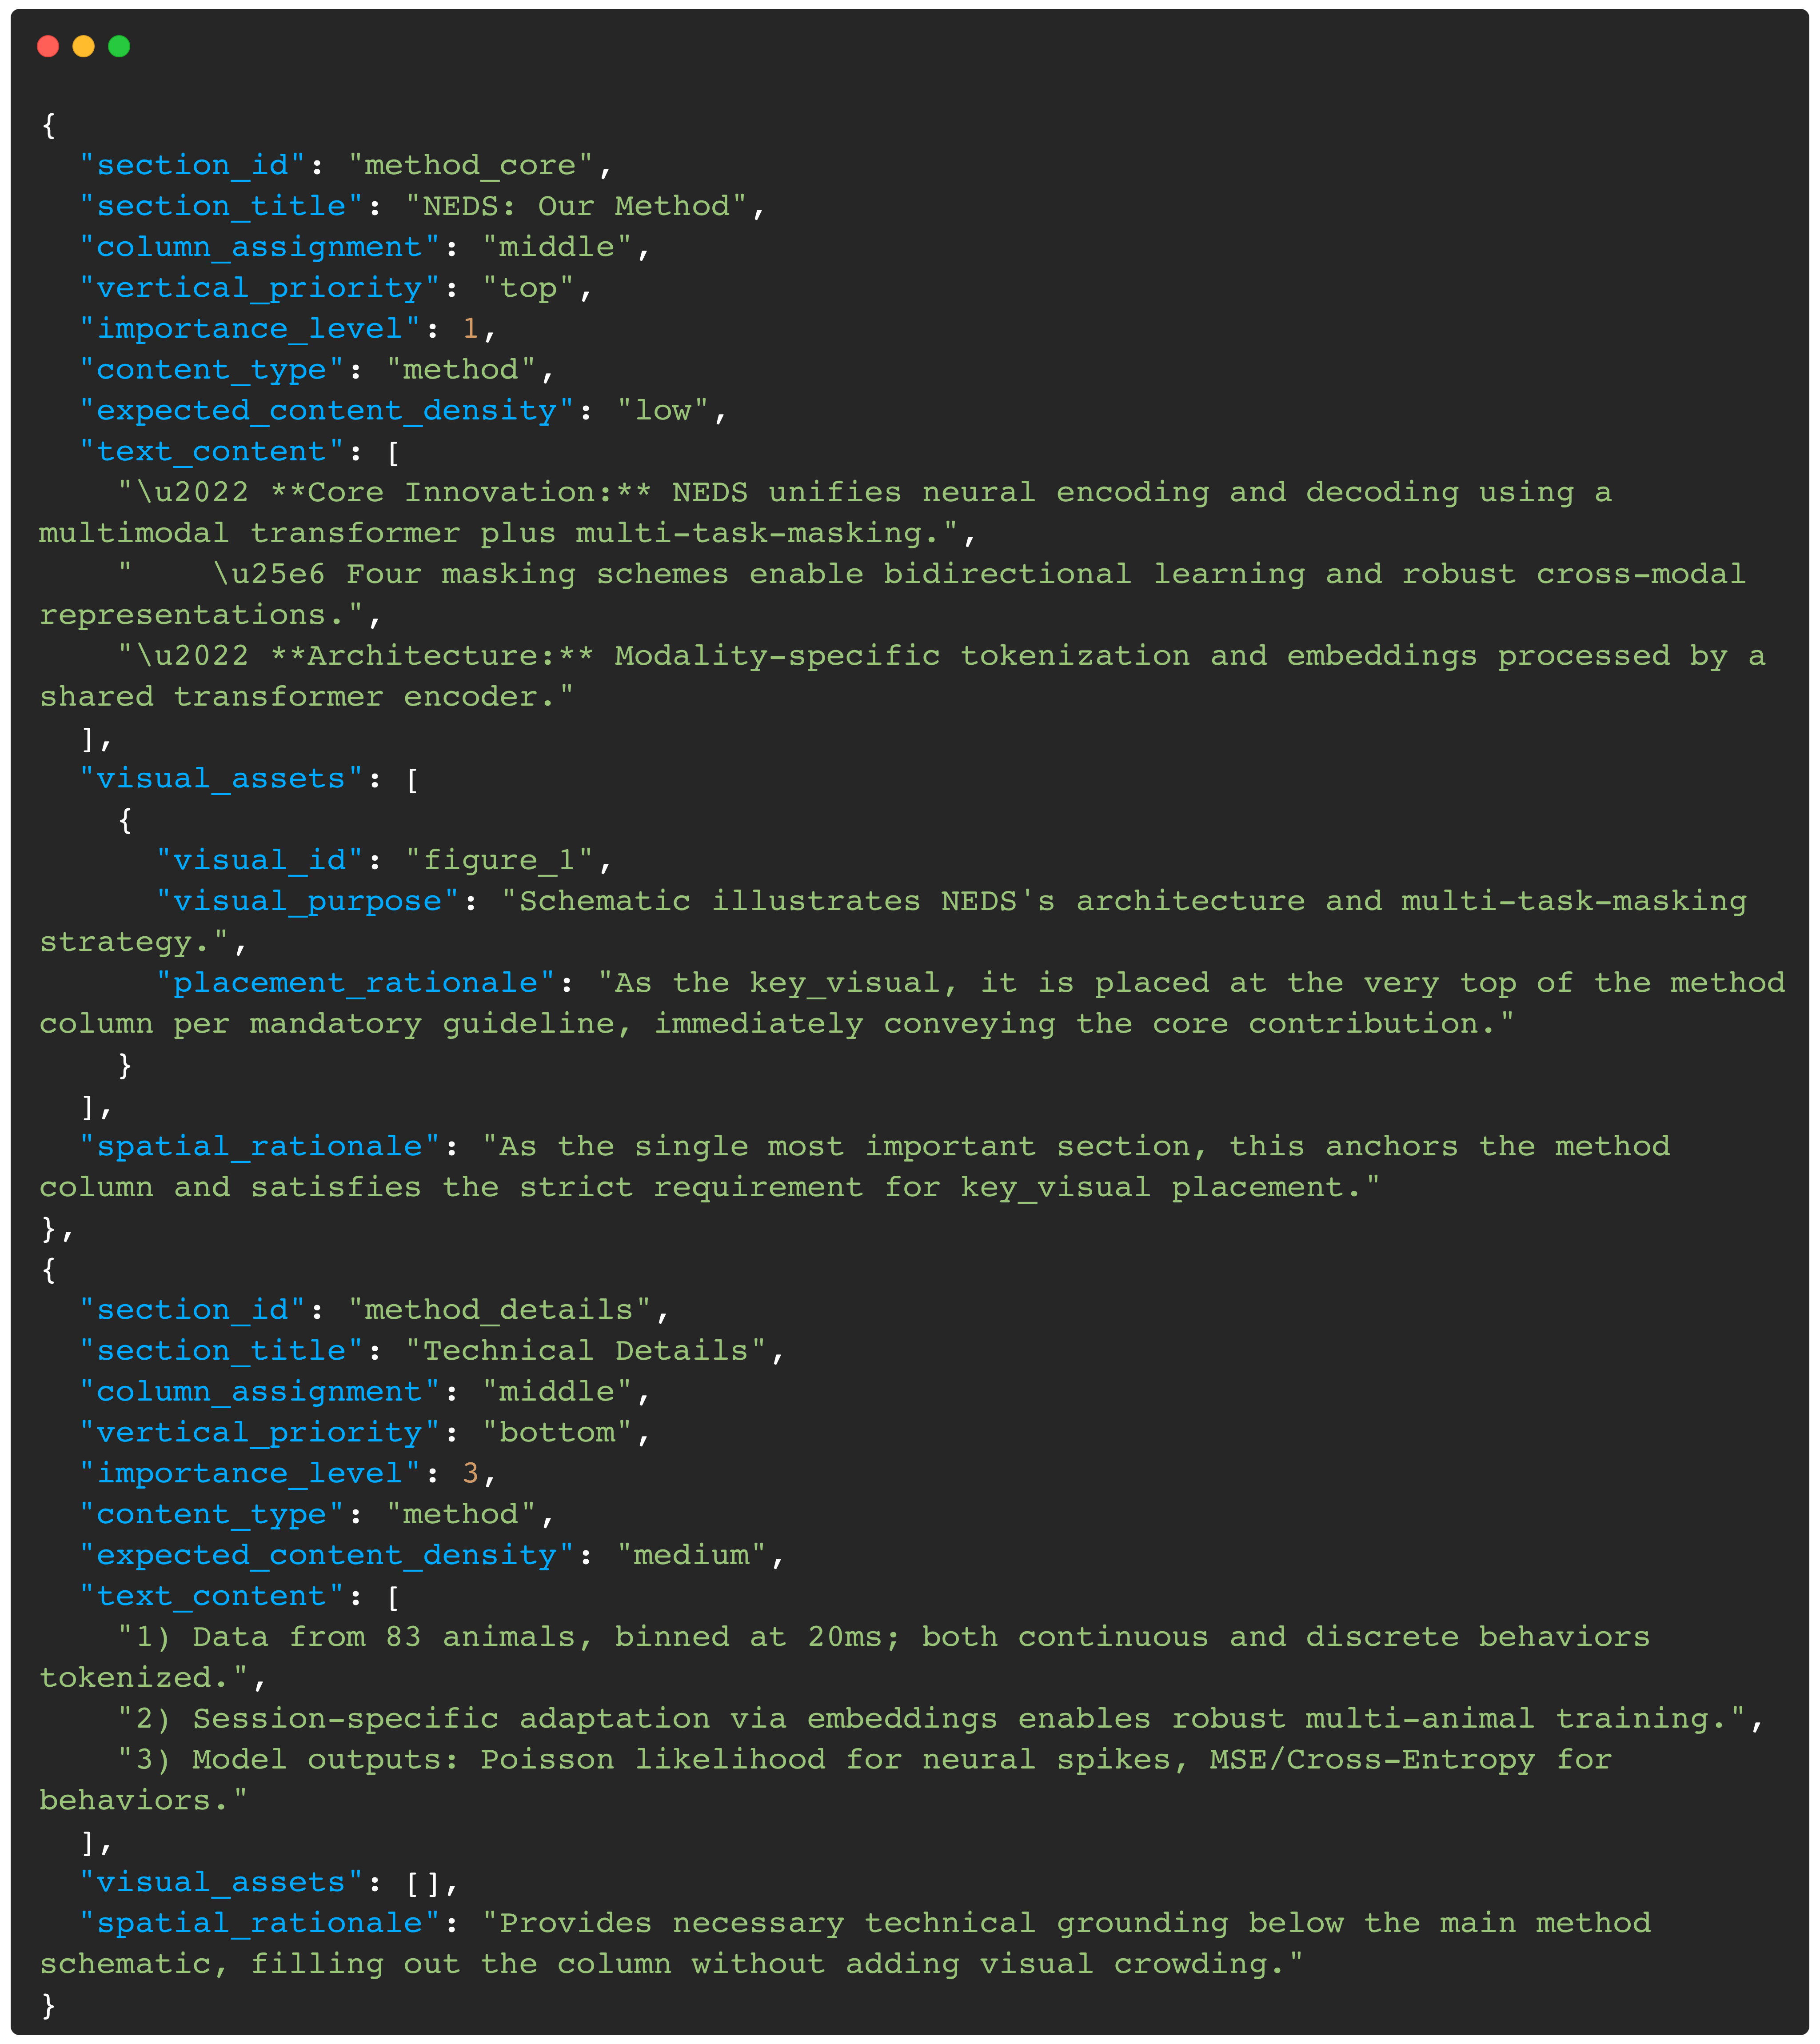 {
  "section_id": "method_core",
  "section_title": "NEDS: Our Method",
  "column_assignment": "middle",
  "vertical_priority": "top",
  "importance_level": 1,
  "content_type": "method",
  "expected_content_density": "low",
  "text_content": [
    "\u2022 **Core Innovation:** NEDS unifies neural encoding and decoding using a
multimodal transformer plus multi-task-masking.",
    "    \u25e6 Four masking schemes enable bidirectional learning and robust cross-modal
representations.",
    "\u2022 **Architecture:** Modality-specific tokenization and embeddings processed by a
shared transformer encoder."
  ],
  "visual_assets": [
    {
      "visual_id": "figure_1",
      "visual_purpose": "Schematic illustrates NEDS's architecture and multi-task-masking
strategy.",
      "placement_rationale": "As the key_visual, it is placed at the very top of the method
column per mandatory guideline, immediately conveying the core contribution."
    }
  ],
  "spatial_rationale": "As the single most important section, this anchors the method
column and satisfies the strict requirement for key_visual placement."
},
{
  "section_id": "method_details",
  "section_title": "Technical Details",
  "column_assignment": "middle",
  "vertical_priority": "bottom",
  "importance_level": 3,
  "content_type": "method",
  "expected_content_density": "medium",
  "text_content": [
    "1) Data from 83 animals, binned at 20ms; both continuous and discrete behaviors
tokenized.",
    "2) Session-specific adaptation via embeddings enables robust multi-animal training.",
    "3) Model outputs: Poisson likelihood for neural spikes, MSE/Cross-Entropy for
behaviors."
  ],
  "visual_assets": [],
  "spatial_rationale": "Provides necessary technical grounding below the main method
schematic, filling out the column without adding visual crowding."
}